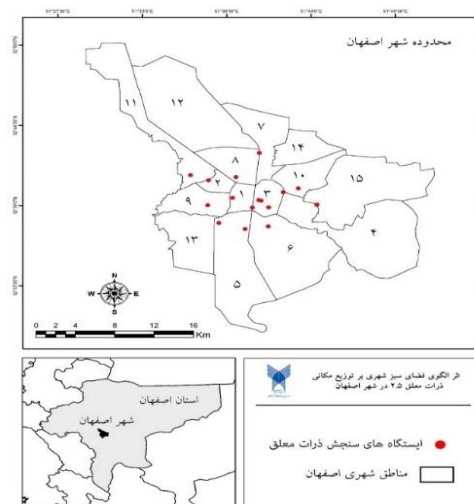 محدوده شهر اصفهان
۱۱
۱۲
۷
۱۴
۸
۱۰
۱۵
۲
۱
۳
۹
۴
۱۳
۵
۶
N
W E
S
0 2 4 8 12 16
Km
استان اصفهان
شهر اصفهان
اثر الگوی فضای سبز شهری بر توزیع مکانی
ذرات معلق ۲.۵ در شهر اصفهان
ایستگاه های سنجش ذرات معلق
مناطق شهری اصفهان